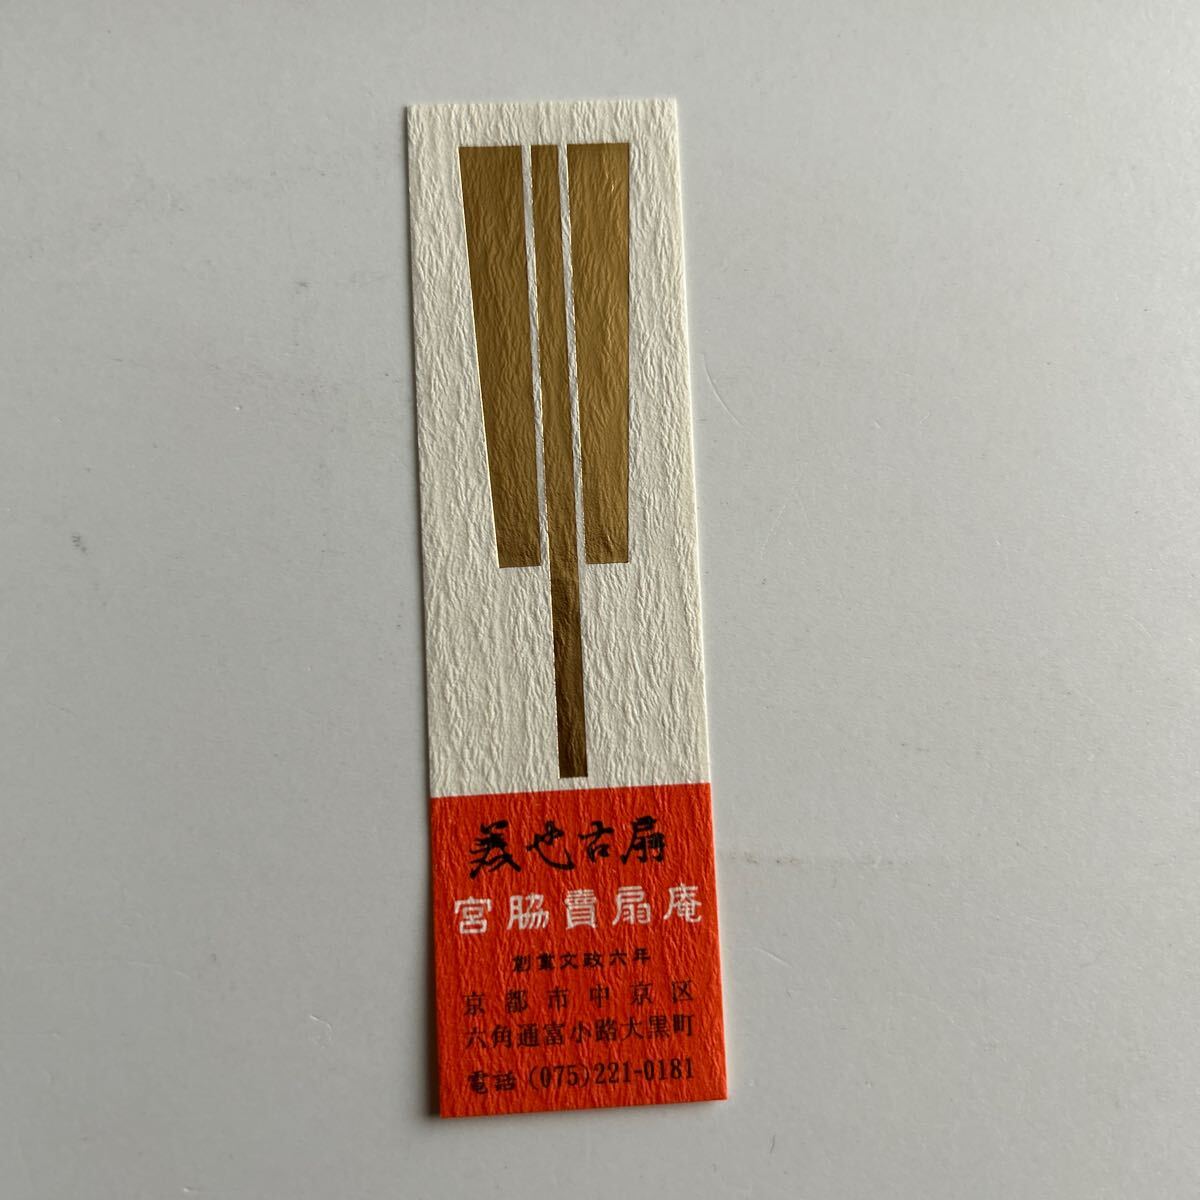 美也古扇
宮脇賣扇庵
創業文政六年
京都市中京区
六角通富小路大黒町
電話 (075)221-0181